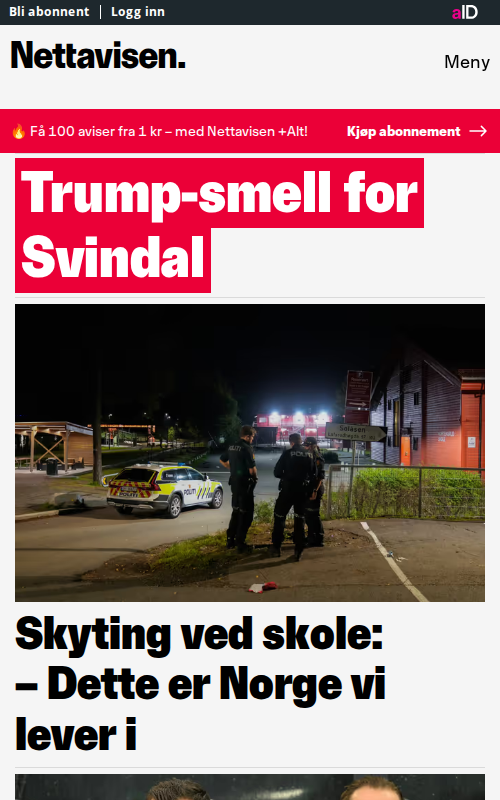 Bli abonnent
Logg inn
aID
Nettavisen.
Meny
🔥 Få 100 aviser fra 1 kr – med Nettavisen +Alt!
Kjøp abonnement →
Trump-smell for
Svindal
POLITI
Skyting ved skole:
– Dette er Norge vi
lever i